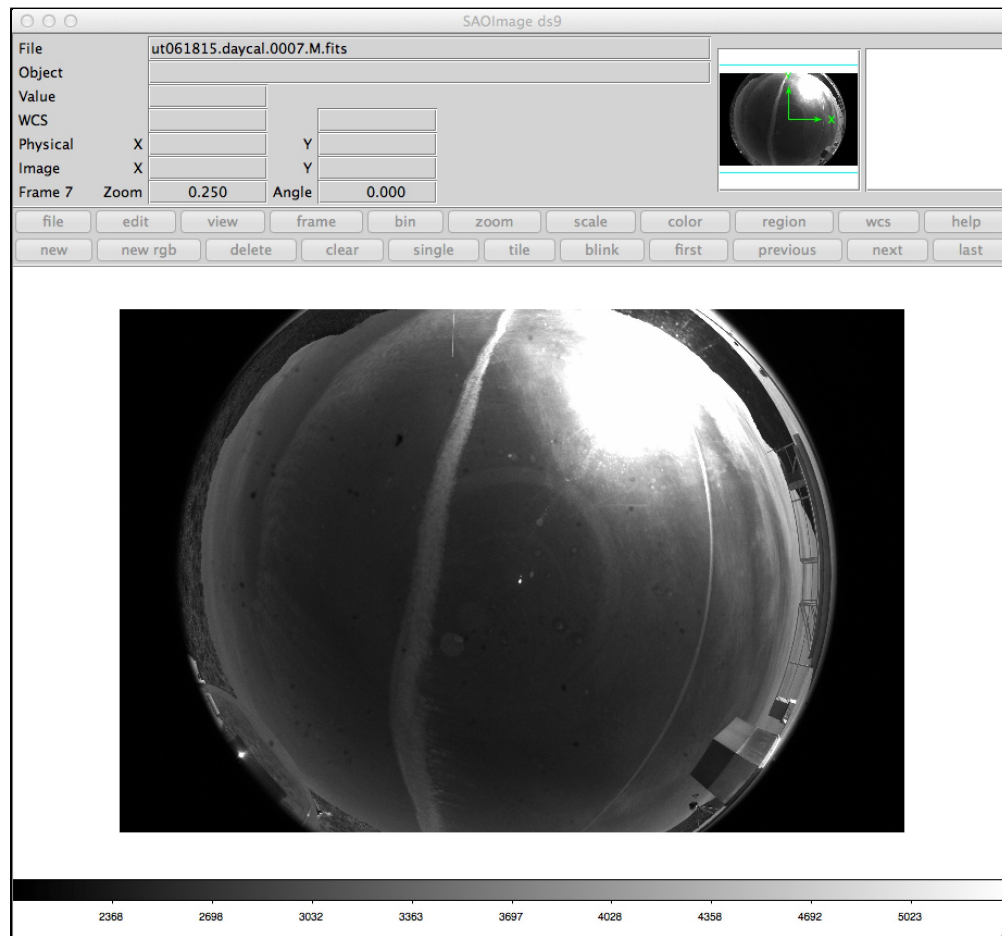 SAOImage ds9
File ut061815.daycal.0007.M.fits
Object
Value
WCS
Physical X Y
Image X Y
Frame 7 Zoom 0.250 Angle 0.000
X
file edit view frame bin zoom scale color region wcs help
new new rgb delete clear single tile blink first previous next last
2368 2698 3032 3363 3697 4028 4358 4692 5023